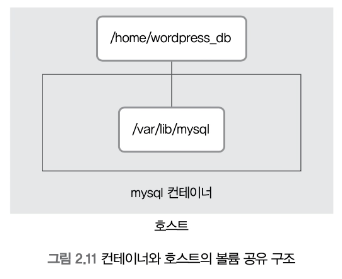 /home/wordpress_db
/var/lib/mysql
mysql 컨테이너
호스트
그림 2.11 컨테이너와 호스트의 볼륨 공유 구조